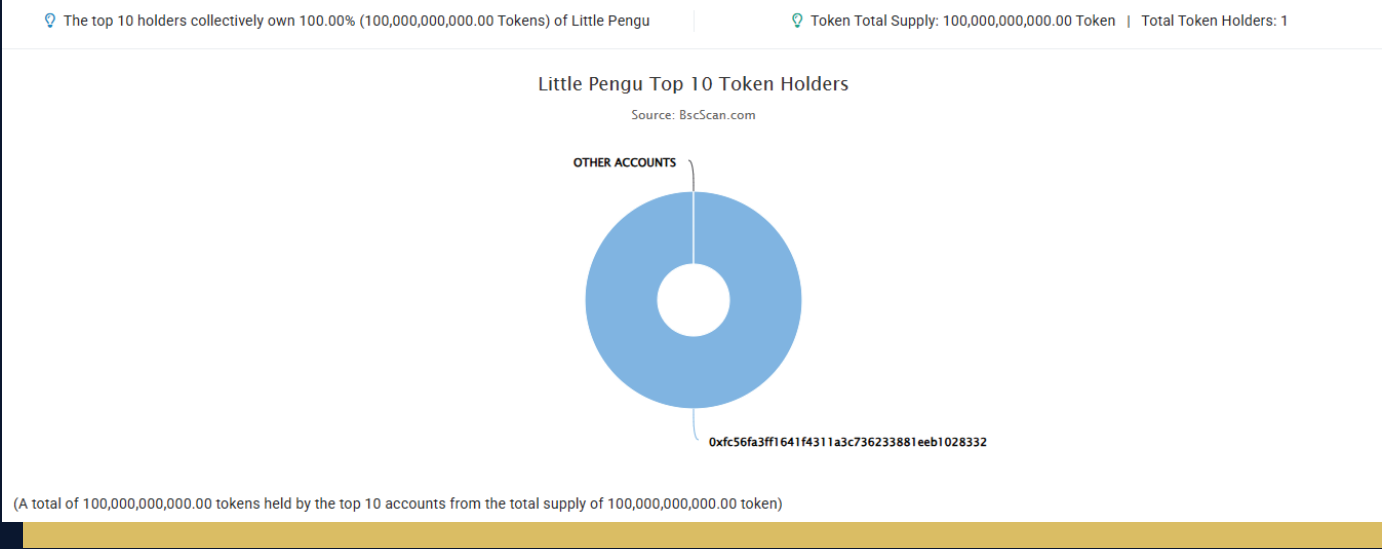 The top 10 holders collectively own 100.00% (100,000,000,000.00 Tokens) of Little Pengu
Token Total Supply: 100,000,000,000.00 Token | Total Token Holders: 1
Little Pengu Top 10 Token Holders
Source: BscScan.com
OTHER ACCOUNTS
0xfc56fa3ff1641f4311a3c736233881eeb1028332
(A total of 100,000,000,000.00 tokens held by the top 10 accounts from the total supply of 100,000,000,000.00 token)